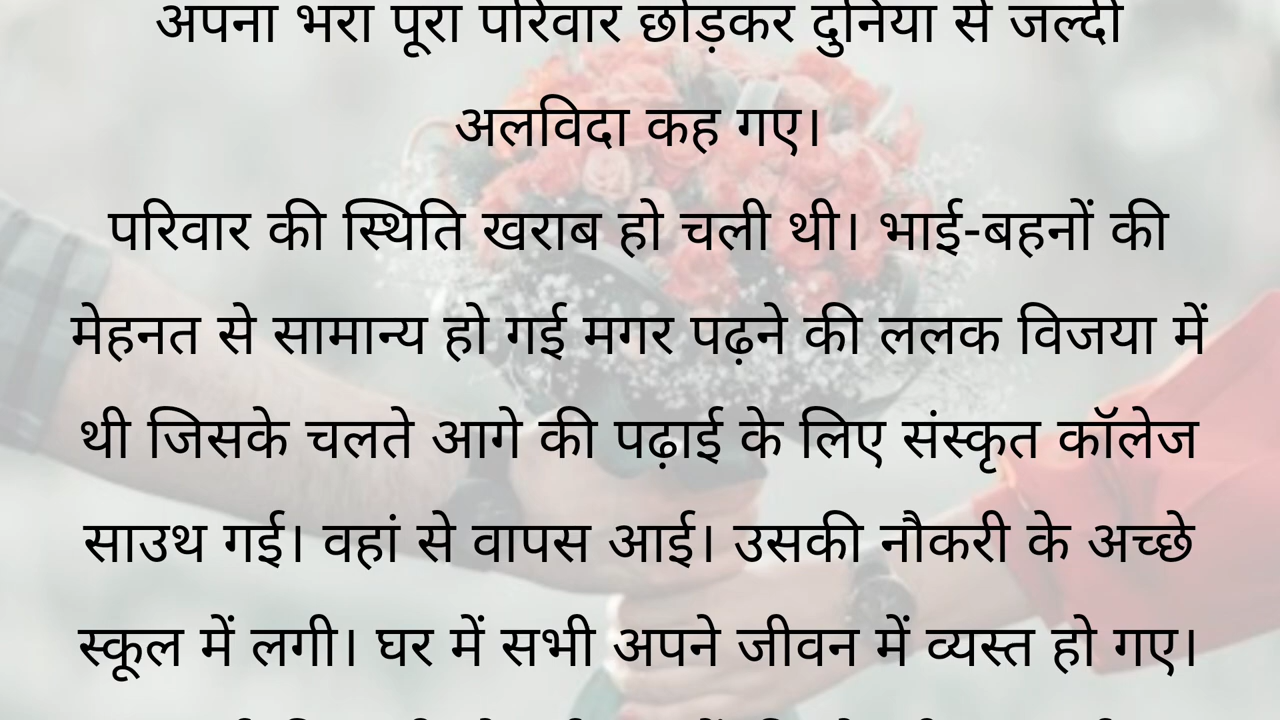 अपना भरा पूरा परिवार छोड़कर दुनिया से जल्दी
अलविदा कह गए।
परिवार की स्थिति खराब हो चली थी। भाई-बहनों की
मेहनत से सामान्य हो गई मगर पढ़ने की ललक विजया में
थी जिसके चलते आगे की पढ़ाई के लिए संस्कृत कॉलेज
साउथ गई। वहां से वापस आई। उसकी नौकरी के अच्छे
स्कूल में लगी। घर में सभी अपने जीवन में व्यस्त हो गए।